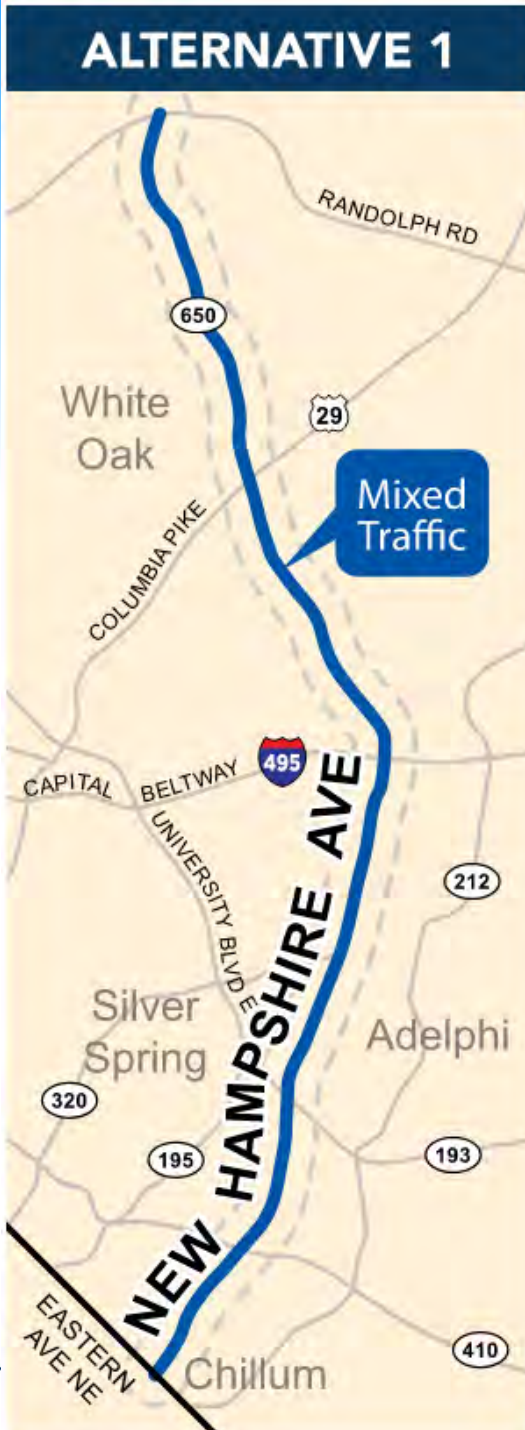 ALTERNATIVE 1
RANDOLPH RD
650
White
Oak
29
Mixed
Traffic
COLUMBIA PIKE
495
CAPITAL BELTWAY
NEW HAMPSHIRE AVE
UNIVERSITY BLVD E
212
Silver
Spring
Adelphi
320
195
193
EASTERN
AVE NE
410
Chillum